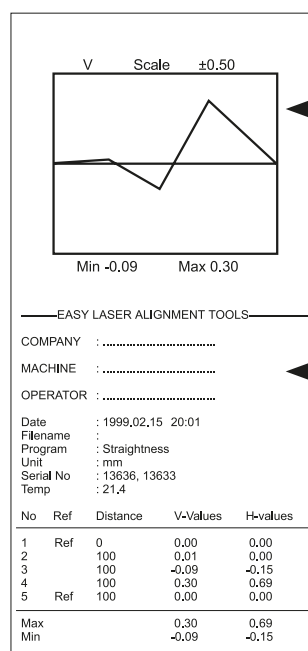 V Scale ±0.50
Min -0.09 Max 0.30
EASY LASER ALIGNMENT TOOLS
COMPANY : ..............................
MACHINE : ..............................
OPERATOR : ..............................
Date : 1999.02.15 20:01
Filename :
Program : Straightness
Unit : mm
Serial No : 13636, 13633
Temp : 21.4
No Ref Distance V-Values H-values
1 Ref 0 0.00 0.00
2 100 0.01 0.00
3 100 -0.09 -0.15
4 100 0.30 0.69
5 Ref 100 0.00 0.00
Max 0.30 0.69
Min -0.09 -0.15